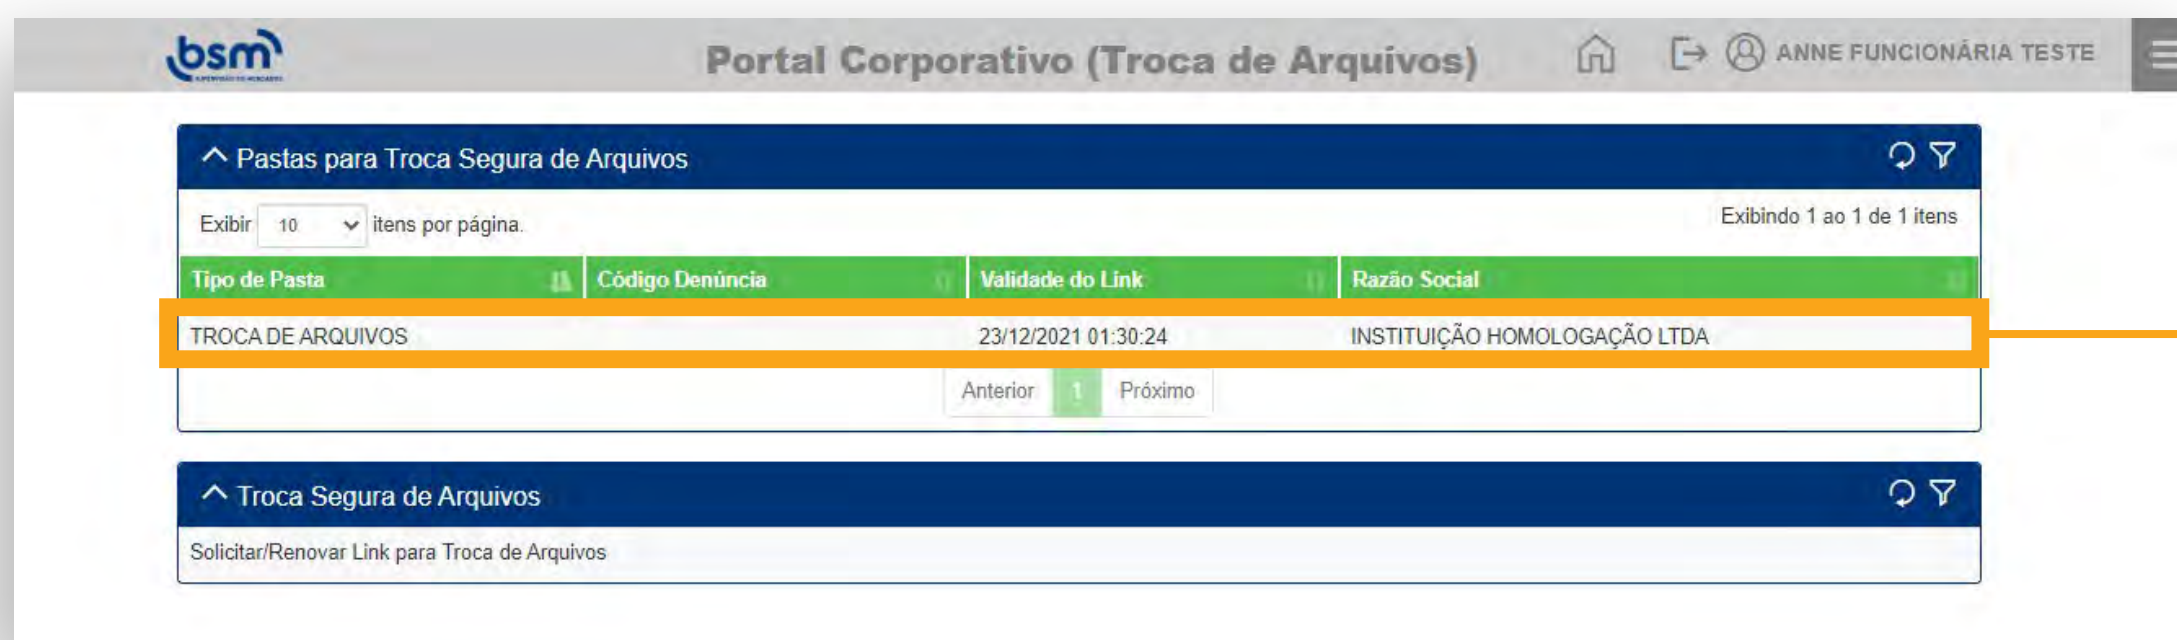 bsm
Portal Corporativo (Troca de Arquivos)
ANNE FUNCIONÁRIA TESTE
Pastas para Troca Segura de Arquivos
Exibir 10 itens por página.
Exibindo 1 ao 1 de 1 itens
Tipo de Pasta Código Denúncia Validade do Link Razão Social
TROCA DE ARQUIVOS 23/12/2021 01:30:24 INSTITUIÇÃO HOMOLOGAÇÃO LTDA
Anterior 1 Próximo
Troca Segura de Arquivos
Solicitar/Renovar Link para Troca de Arquivos